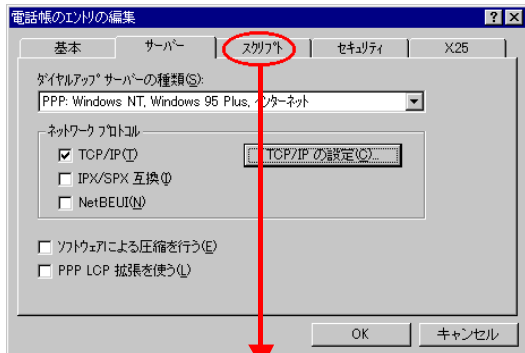 電話帳のエントリの編集
基本 サーバー スクリプト セキュリティ X.25
ダイヤルアップ サーバーの種類(S):
PPP: Windows NT, Windows 95 Plus, インターネット
ネットワーク プロトコル
TCP/IP(T) TCP/IP の設定(C)...
IPX/SPX 互換(I)
NetBEUI(N)
ソフトウェアによる圧縮を行う(E)
PPP LCP 拡張を使う(L)
OK キャンセル